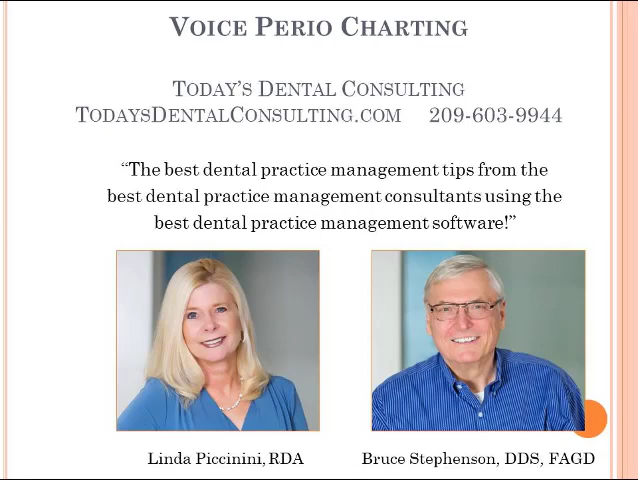 VOICE PERIO CHARTING
TODAY'S DENTAL CONSULTING
TODAYSDENTALCONSULTING.COM 209-603-9944
“The best dental practice management tips from the
best dental practice management consultants using the
best dental practice management software!”
Linda Piccinini, RDA
Bruce Stephenson, DDS, FAGD